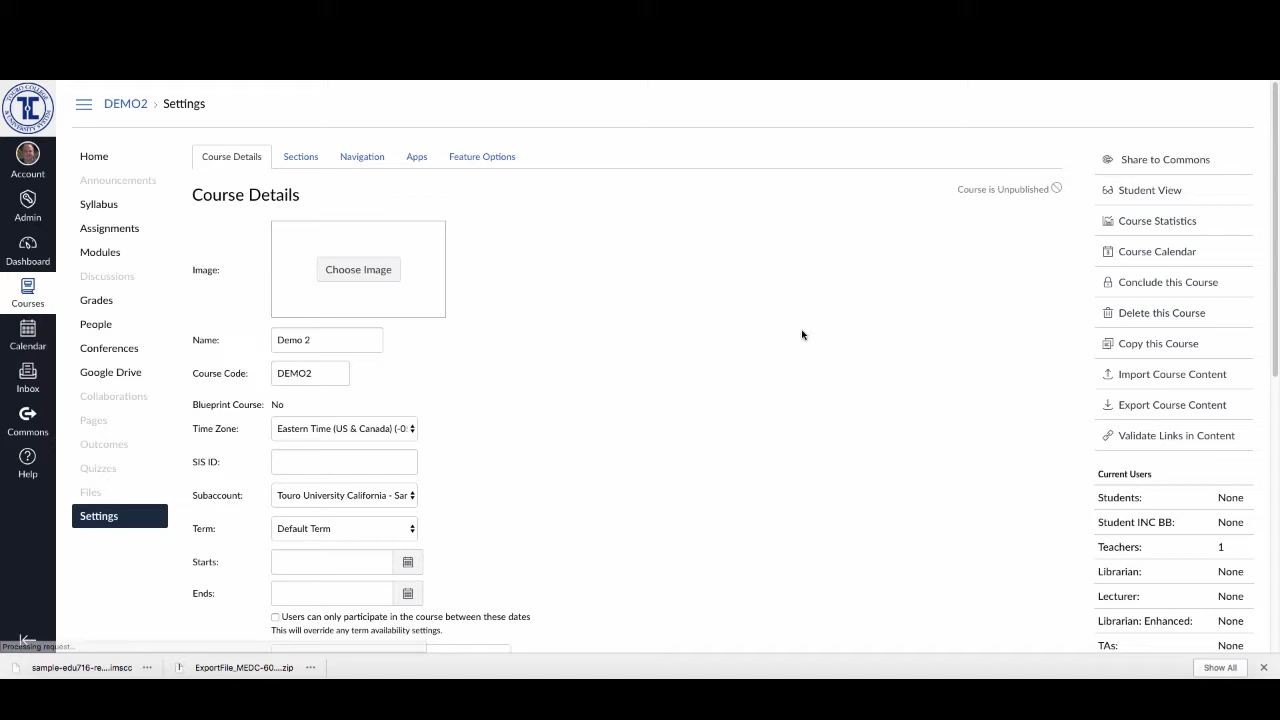 DEMO2 › Settings
Account
Admin
Dashboard
Courses
Calendar
Inbox
Commons
Help
Home
Announcements
Syllabus
Assignments
Modules
Discussions
Grades
People
Conferences
Google Drive
Collaborations
Pages
Outcomes
Quizzes
Files
Settings
Course Details Sections Navigation Apps Feature Options
Course Details
Course is Unpublished
Image: Choose Image
Name: Demo 2
Course Code: DEMO2
Blueprint Course: No
Time Zone: Eastern Time (US & Canada) (-0
SIS ID:
Subaccount: Touro University California - Sar
Term: Default Term
Starts:
Ends:
Users can only participate in the course between these dates
This will override any term availability settings.
Share to Commons
Student View
Course Statistics
Course Calendar
Conclude this Course
Delete this Course
Copy this Course
Import Course Content
Export Course Content
Validate Links in Content
Current Users
Students: None
Student INC BB: None
Teachers: 1
Librarian: None
Lecturer: None
Librarian: Enhanced: None
TAs: None
Processing request...
sample-edu716-re....imscc
ExportFile_MEDC-60....zip
Show All